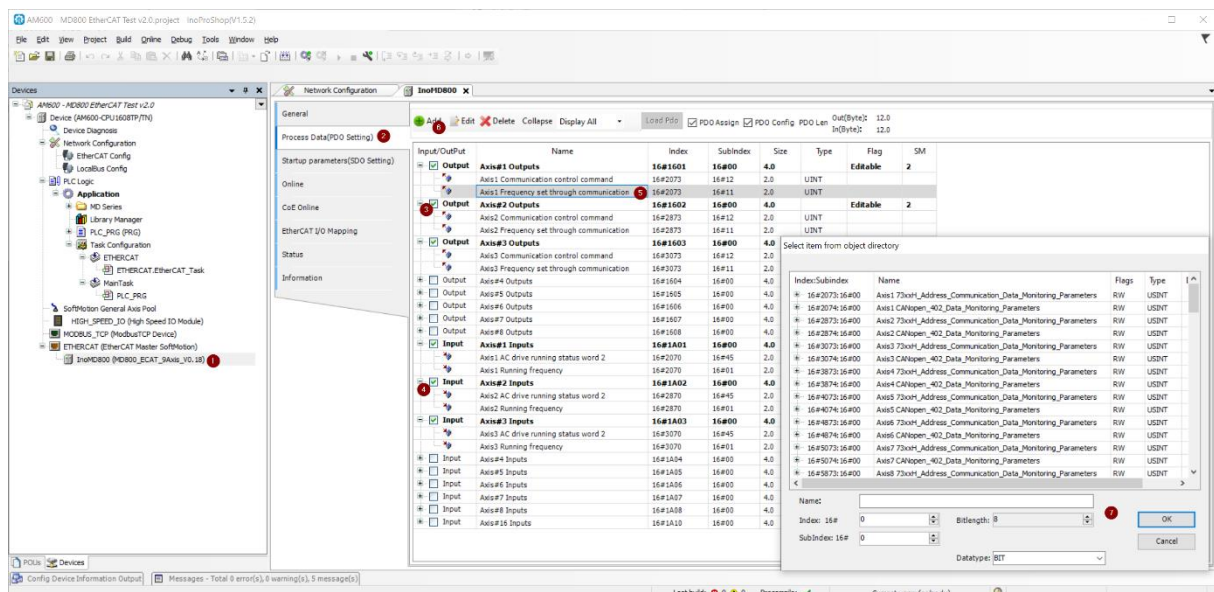 AM600 - MD800 EtherCAT Test v2.0.project - InoProShop(V1.5.2)
File Edit View Project Build Online Debug Tools Window Help
Devices
AM600 - MD800 EtherCAT Test v2.0
Device (AM600-CPU1608TP/TN)
Device Diagnosis
Network Configuration
EtherCAT Config
LocalBus Config
PLC Logic
Application
MD Series
Library Manager
PLC_PRG (PRG)
Task Configuration
ETHERCAT
ETHERCAT.EtherCAT_Task
MainTask
PLC_PRG
SoftMotion General Axis Pool
HIGH_SPEED_IO (High Speed IO Module)
MODBUS_TCP (ModbusTCP Device)
ETHERCAT (EtherCAT Master SoftMotion)
InoMD800 (MD800_ECAT_9Axis_V0.18) 1
POUs Devices
Network Configuration InoMD800 X
General
Process Data(PDO Setting) 2
Startup parameters(SDO Setting)
Online
CoE Online
EtherCAT I/O Mapping
Status
Information
Add 6 Edit Delete Collapse Display All Load Pdo PDO Assign PDO Config PDO Len Out(Byte): 12.0
In(Byte): 12.0
Input/OutPut Name Index SubIndex Size Type Flag SM
Output Axis#1 Outputs 16#1601 16#00 4.0 Editable 2
Axis1 Communication control command 16#2073 16#12 2.0 UINT
Axis1 Frequency set through communication 5 16#2073 16#11 2.0 UINT
3 Output Axis#2 Outputs 16#1602 16#00 4.0 Editable 2
Axis2 Communication control command 16#2873 16#12 2.0 UINT
Axis2 Frequency set through communication 16#2873 16#11 2.0 UINT
Output Axis#3 Outputs 16#1603 16#00 4.0
Axis3 Communication control command 16#3073 16#12 2.0
Axis3 Frequency set through communication 16#3073 16#11 2.0
Output Axis#4 Outputs 16#1604 16#00 4.0
Output Axis#5 Outputs 16#1605 16#00 4.0
Output Axis#6 Outputs 16#1606 16#00 4.0
Output Axis#7 Outputs 16#1607 16#00 4.0
Output Axis#8 Outputs 16#1608 16#00 4.0
Input Axis#1 Inputs 16#1A01 16#00 4.0
Axis1 AC drive running status word 2 16#2070 16#45 2.0
Axis1 Running frequency 16#2070 16#01 2.0
4 Input Axis#2 Inputs 16#1A02 16#00 4.0
Axis2 AC drive running status word 2 16#2870 16#45 2.0
Axis2 Running frequency 16#2870 16#01 2.0
Input Axis#3 Inputs 16#1A03 16#00 4.0
Axis3 AC drive running status word 2 16#3070 16#45 2.0
Axis3 Running frequency 16#3070 16#01 2.0
Input Axis#4 Inputs 16#1A04 16#00 4.0
Input Axis#5 Inputs 16#1A05 16#00 4.0
Input Axis#6 Inputs 16#1A06 16#00 4.0
Input Axis#7 Inputs 16#1A07 16#00 4.0
Input Axis#8 Inputs 16#1A08 16#00 4.0
Input Axis#16 Inputs 16#1A10 16#00 4.0
Select item from object directory
Index:Subindex Name Flags Type
16#2073:16#00 Axis1 73xxH_Address_Communication_Data_Monitoring_Parameters RW USINT
16#2074:16#00 Axis1 CANopen_402_Data_Monitoring_Parameters RW USINT
16#2873:16#00 Axis2 73xxH_Address_Communication_Data_Monitoring_Parameters RW USINT
16#2874:16#00 Axis2 CANopen_402_Data_Monitoring_Parameters RW USINT
16#3073:16#00 Axis3 73xxH_Address_Communication_Data_Monitoring_Parameters RW USINT
16#3074:16#00 Axis3 CANopen_402_Data_Monitoring_Parameters RW USINT
16#3873:16#00 Axis4 73xxH_Address_Communication_Data_Monitoring_Parameters RW USINT
16#3874:16#00 Axis4 CANopen_402_Data_Monitoring_Parameters RW USINT
16#4073:16#00 Axis5 73xxH_Address_Communication_Data_Monitoring_Parameters RW USINT
16#4074:16#00 Axis5 CANopen_402_Data_Monitoring_Parameters RW USINT
16#4873:16#00 Axis6 73xxH_Address_Communication_Data_Monitoring_Parameters RW USINT
16#4874:16#00 Axis6 CANopen_402_Data_Monitoring_Parameters RW USINT
16#5073:16#00 Axis7 73xxH_Address_Communication_Data_Monitoring_Parameters RW USINT
16#5074:16#00 Axis7 CANopen_402_Data_Monitoring_Parameters RW USINT
16#5873:16#00 Axis8 73xxH_Address_Communication_Data_Monitoring_Parameters RW USINT
Name:
Index: 16# 0 Bitlength: 8 7 OK
SubIndex: 16# 0 Cancel
Datatype: BIT
Config Device Information Output Messages - Total 0 error(s), 0 warning(s), 5 message(s)